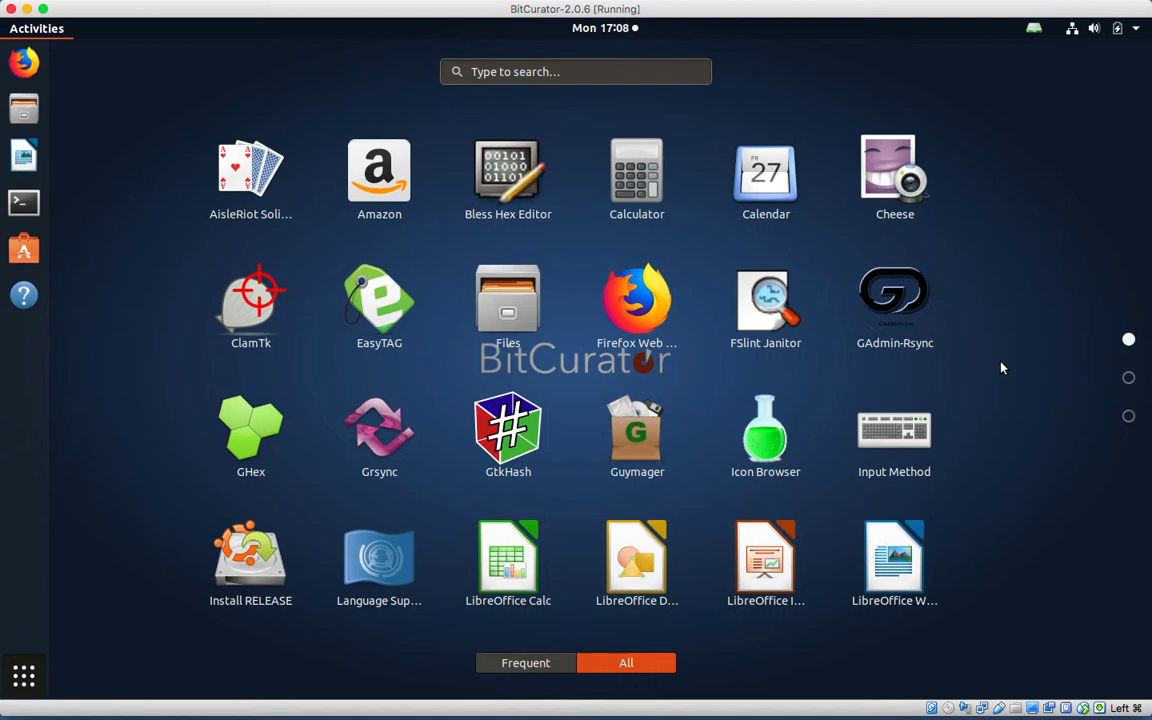 BitCurator-2.0.6 [Running]
Activities
Mon 17:08
Type to search…
AisleRiot Soli…
Amazon
Bless Hex Editor
Calculator
Calendar
Cheese
ClamTk
EasyTAG
Files
Firefox Web …
FSlint Janitor
GAdmin-Rsync
BitCurator
GHex
Grsync
GtkHash
Guymager
Icon Browser
Input Method
Install RELEASE
Language Sup…
LibreOffice Calc
LibreOffice D…
LibreOffice I…
LibreOffice W…
Frequent
All
Left ⌘